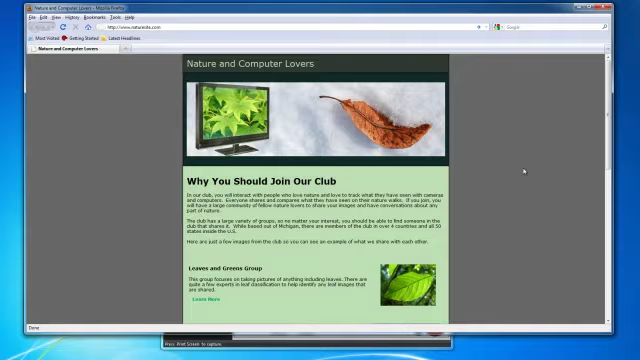 Nature and Computer Lovers - Mozilla Firefox
File Edit View History Bookmarks Tools Help
http://www.naturesite.com
Google
Most Visited Getting Started Latest Headlines
Nature and Computer Lovers
Nature and Computer Lovers
Why You Should Join Our Club
In our club, you will interact with people who love nature and love to track what they have seen with cameras
and computers. Everyone shares and compares what they have seen on their nature walks. If you join, you
will have a large community of fellow nature lovers to share your images and have conversations about any
part of nature.
The club has a large variety of groups, so no matter your interest, you should be able to find someone in the
club that shares it. While based out of Michigan, there are members of the club in over 4 countries and all 50
states inside the U.S.
Here are just a few images from the club so you can see an example of what we share with each other.
Leaves and Greens Group
This group focuses on taking pictures of anything including leaves. There are
quite a few experts in leaf classification to help identify any leaf images that
are shared.
Learn More
Done
Press Print Screen to capture.